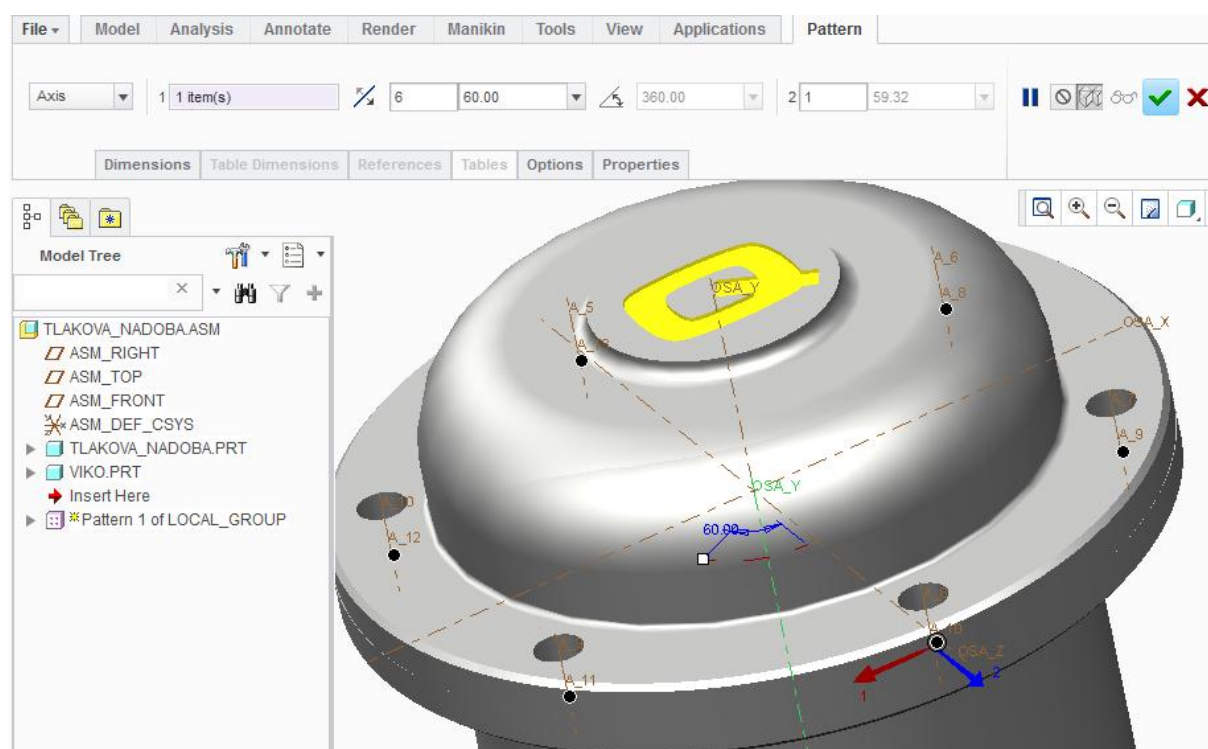 File Model Analysis Annotate Render Manikin Tools View Applications Pattern
Axis 1 1 item(s) 6 60.00 360.00 2 1 59.32
Dimensions Table Dimensions References Tables Options Properties
Model Tree
TLAKOVA_NADOBA.ASM
ASM_RIGHT
ASM_TOP
ASM_FRONT
ASM_DEF_CSYS
TLAKOVA_NADOBA.PRT
VIKO.PRT
Insert Here
Pattern 1 of LOCAL_GROUP
A_6
OSA_Y
A_8
A_5
OSA_X
A_9
OSA_Y
60.00
A_12
A_10
OSA_Z
2
A_11
1